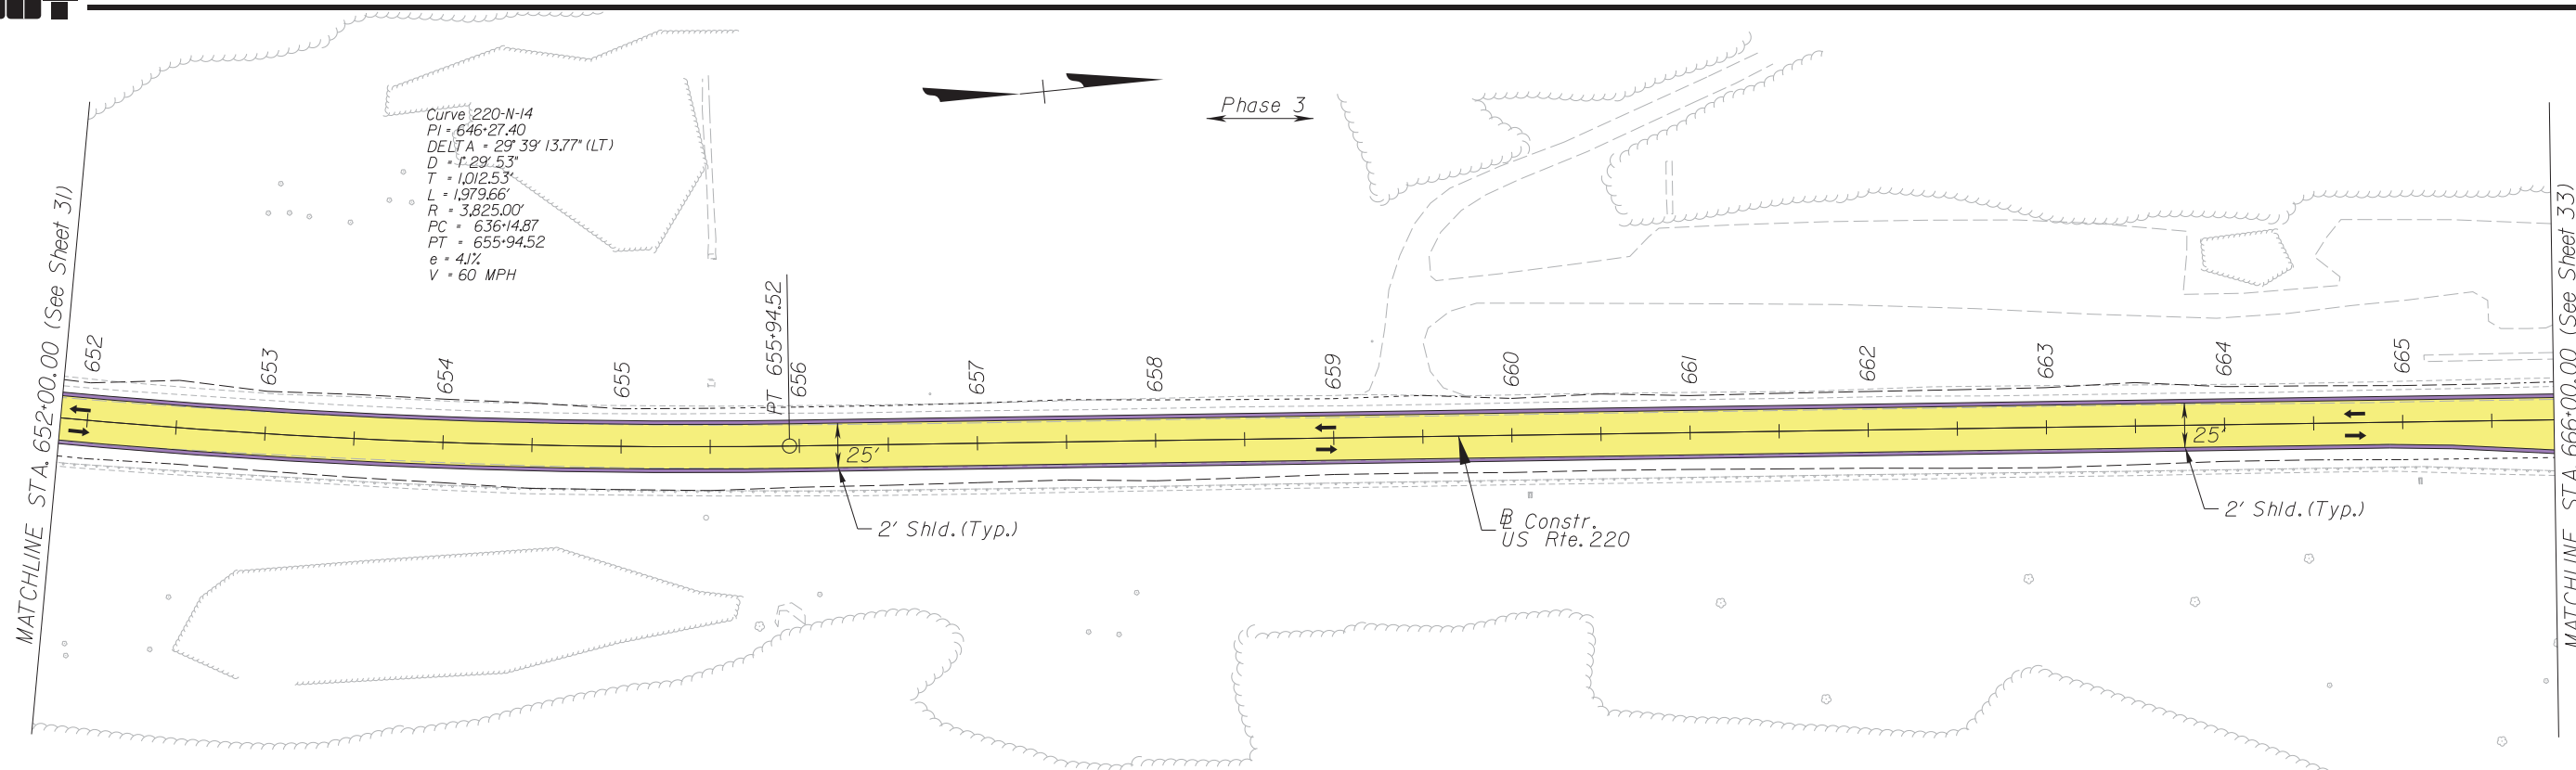 Curve 220-N-14
PI = 646+27.40
DELTA = 29° 39' 13.77" (LT)
D = 1° 29' 53"
T = 1,012.53'
L = 1,979.66'
R = 3,825.00'
PC = 636+14.87
PT = 655+94.52
e = 4.1%
V = 60 MPH
Phase 3
MATCHLINE STA. 652+00.00 (See Sheet 31)
652
653
654
655
PT 655+94.52
656
657
658
659
660
661
662
663
664
665
MATCHLINE STA. 666+00.00 (See Sheet 33)
25'
25'
2' Shld. (Typ.)
BL Constr.
US Rte. 220
2' Shld. (Typ.)